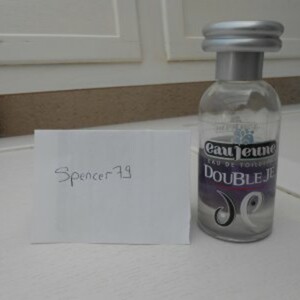 Spencer79
eau Jeune
EAU DE TOILETTE
DOUBLE JE